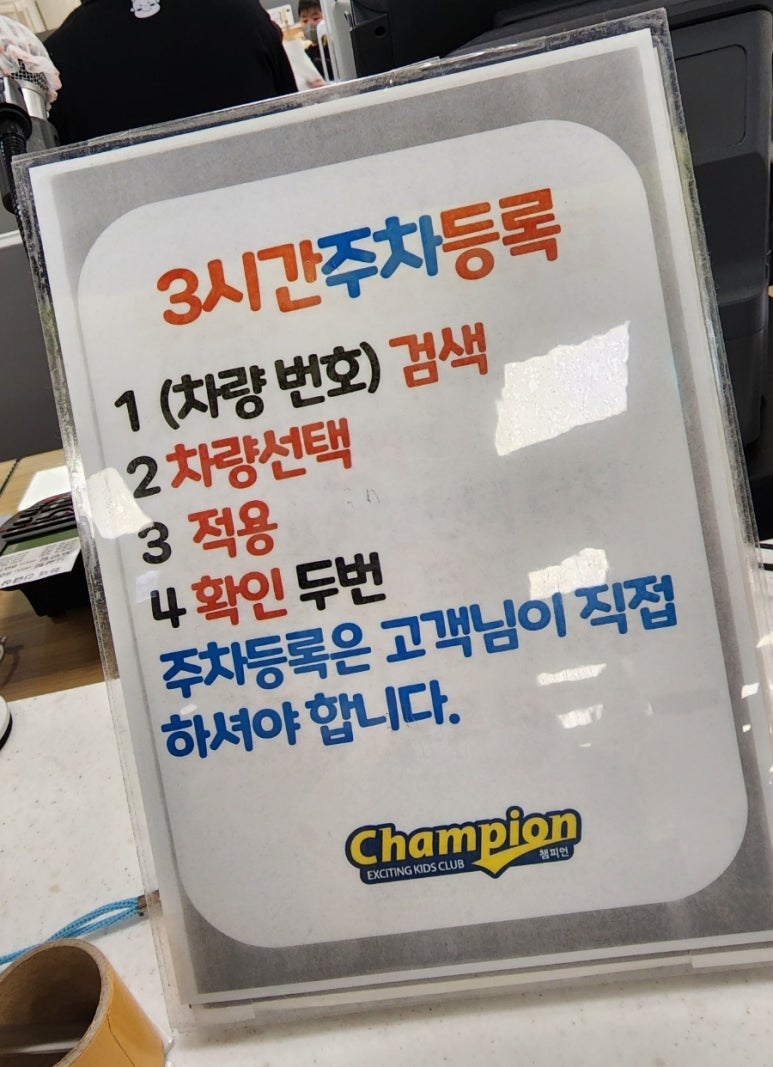 3시간주차등록
1 (차량 번호) 검색
2 차량선택
3 적용
4 확인 두번
주차등록은 고객님이 직접
하셔야 합니다.
Champion
EXCITING KIDS CLUB 챔피언